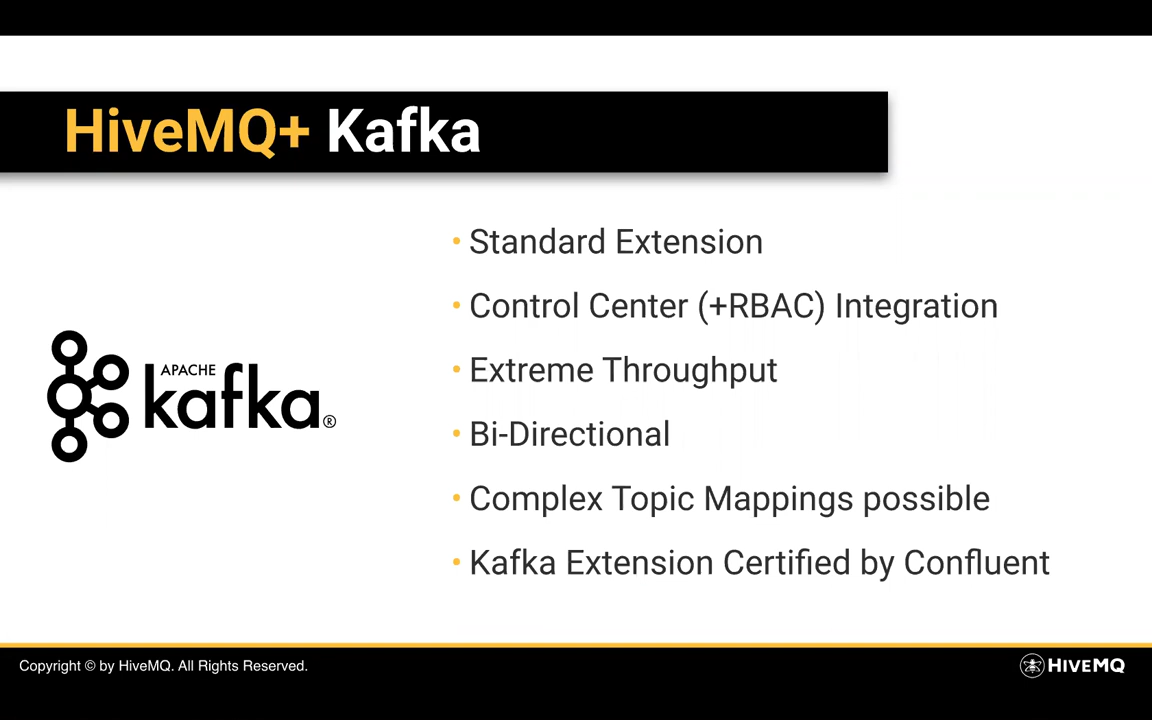 HiveMQ+ Kafka
• Standard Extension
• Control Center (+RBAC) Integration
• Extreme Throughput
• Bi-Directional
• Complex Topic Mappings possible
• Kafka Extension Certified by Confluent
APACHE
kafka®
Copyright © by HiveMQ. All Rights Reserved.
HIVEMQ